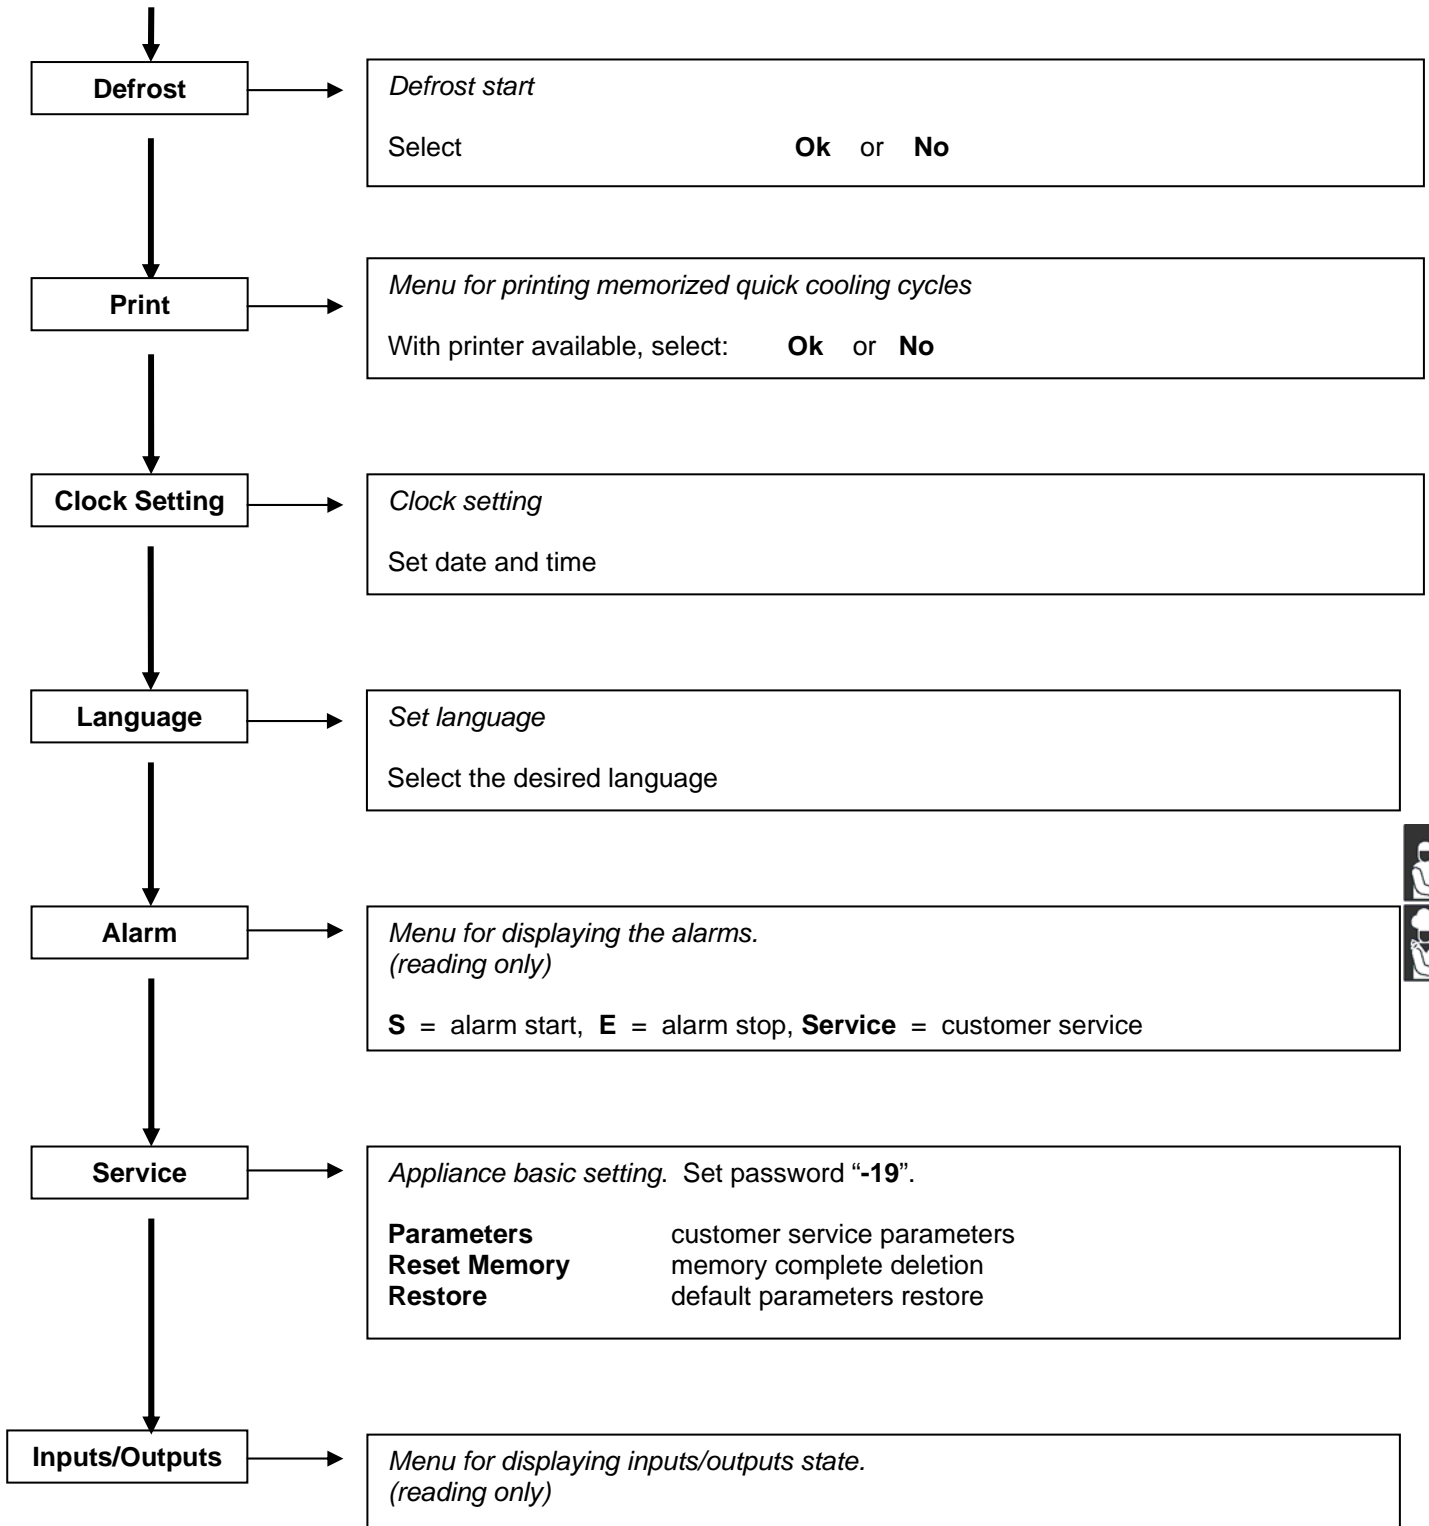 Defrost
Defrost start
Select Ok or No
Print
Menu for printing memorized quick cooling cycles
With printer available, select: Ok or No
Clock Setting
Clock setting
Set date and time
Language
Set language
Select the desired language
Alarm
Menu for displaying the alarms.
(reading only)
S = alarm start, E = alarm stop, Service = customer service
Service
Appliance basic setting. Set password “-19”.
Parameters customer service parameters
Reset Memory memory complete deletion
Restore default parameters restore
Inputs/Outputs
Menu for displaying inputs/outputs state.
(reading only)